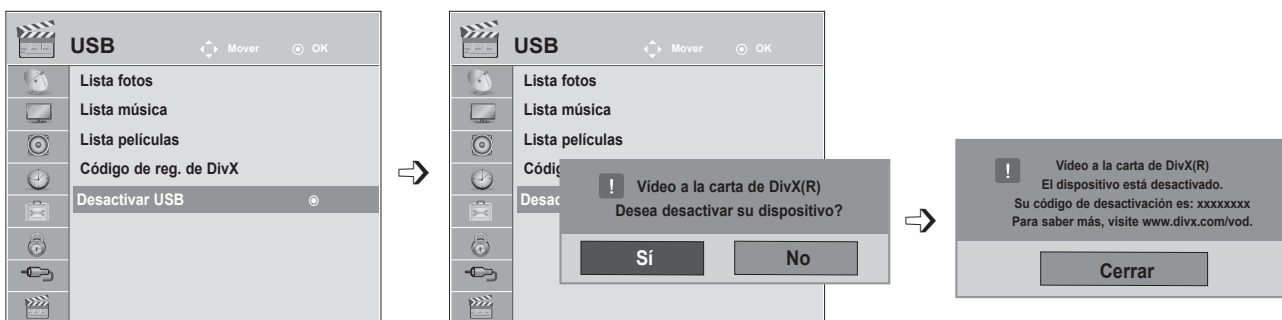 USB
Mover OK
Lista fotos
Lista música
Lista películas
Código de reg. de DivX
Desactivar USB
USB
Mover OK
Lista fotos
Lista música
Lista películas
! Vídeo a la carta de DivX(R)
Desea desactivar su dispositivo?
Sí No
! Vídeo a la carta de DivX(R)
El dispositivo está desactivado.
Su código de desactivación es: xxxxxxxx
Para saber más, visite www.divx.com/vod.
Cerrar